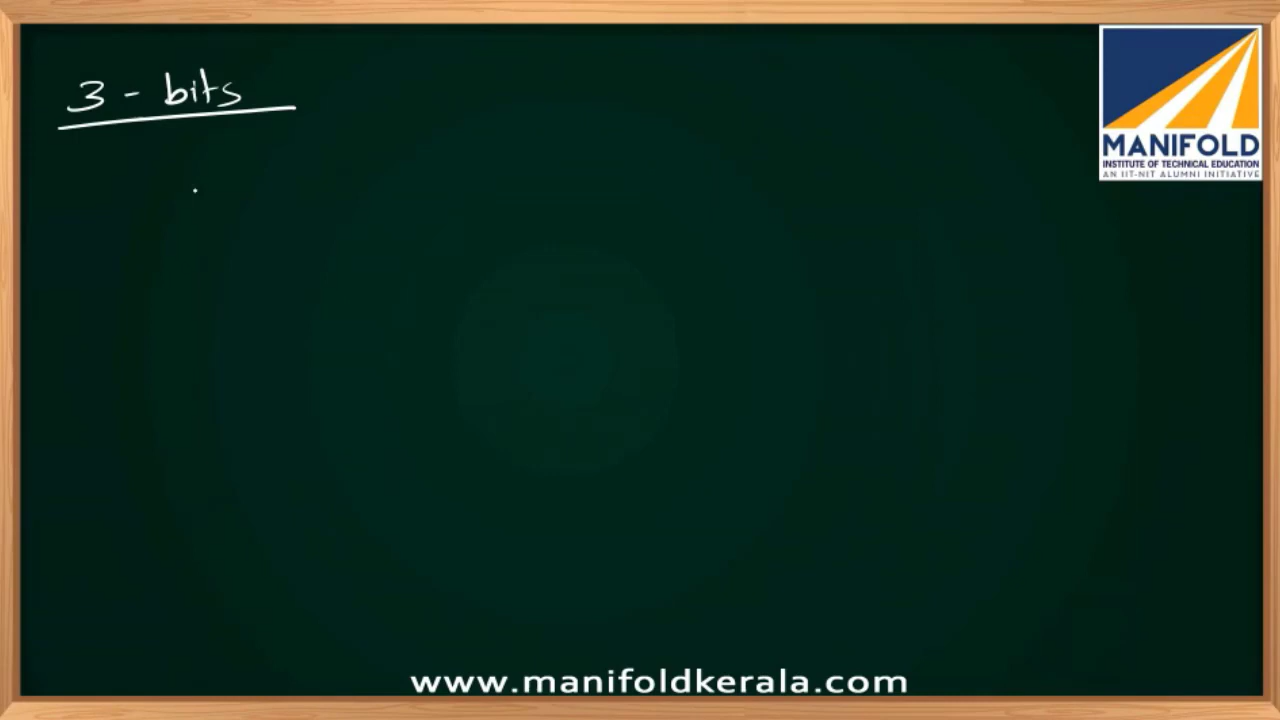 3 - bits
MANIFOLD
INSTITUTE OF TECHNICAL EDUCATION
AN IIT-NIT ALUMNI INITIATIVE
www.manifoldkerala.com